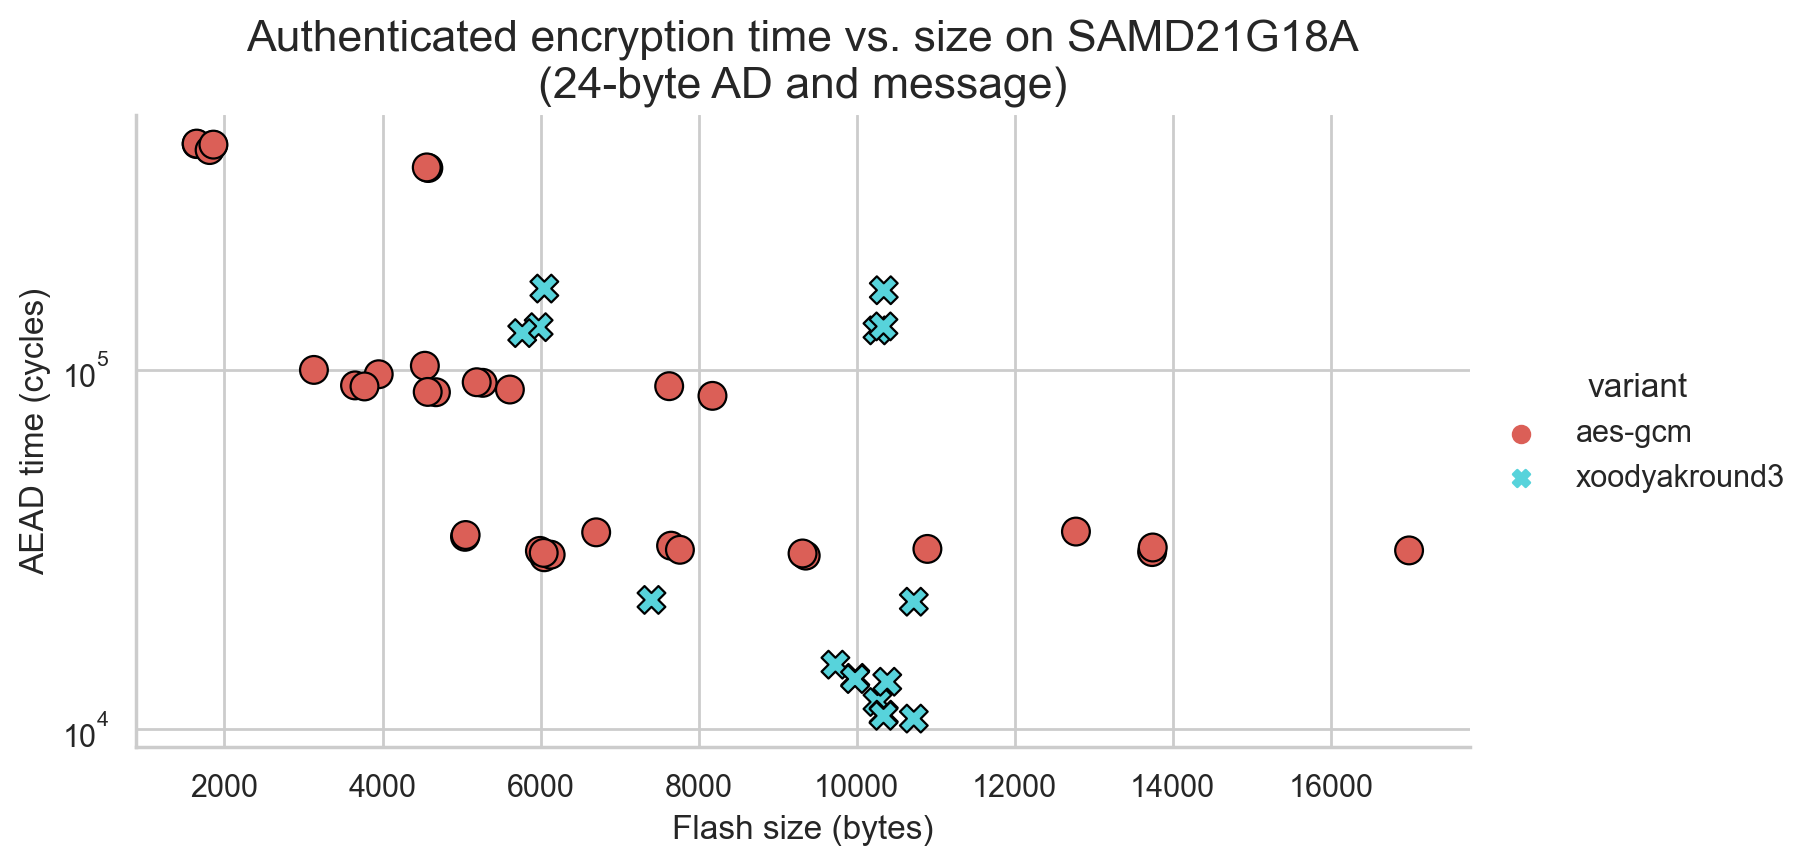 Authenticated encryption time vs. size on SAMD21G18A
(24-byte AD and message)
AEAD time (cycles)
10^5
10^4
2000 4000 6000 8000 10000 12000 14000 16000
Flash size (bytes)
variant
aes-gcm
xoodyakround3